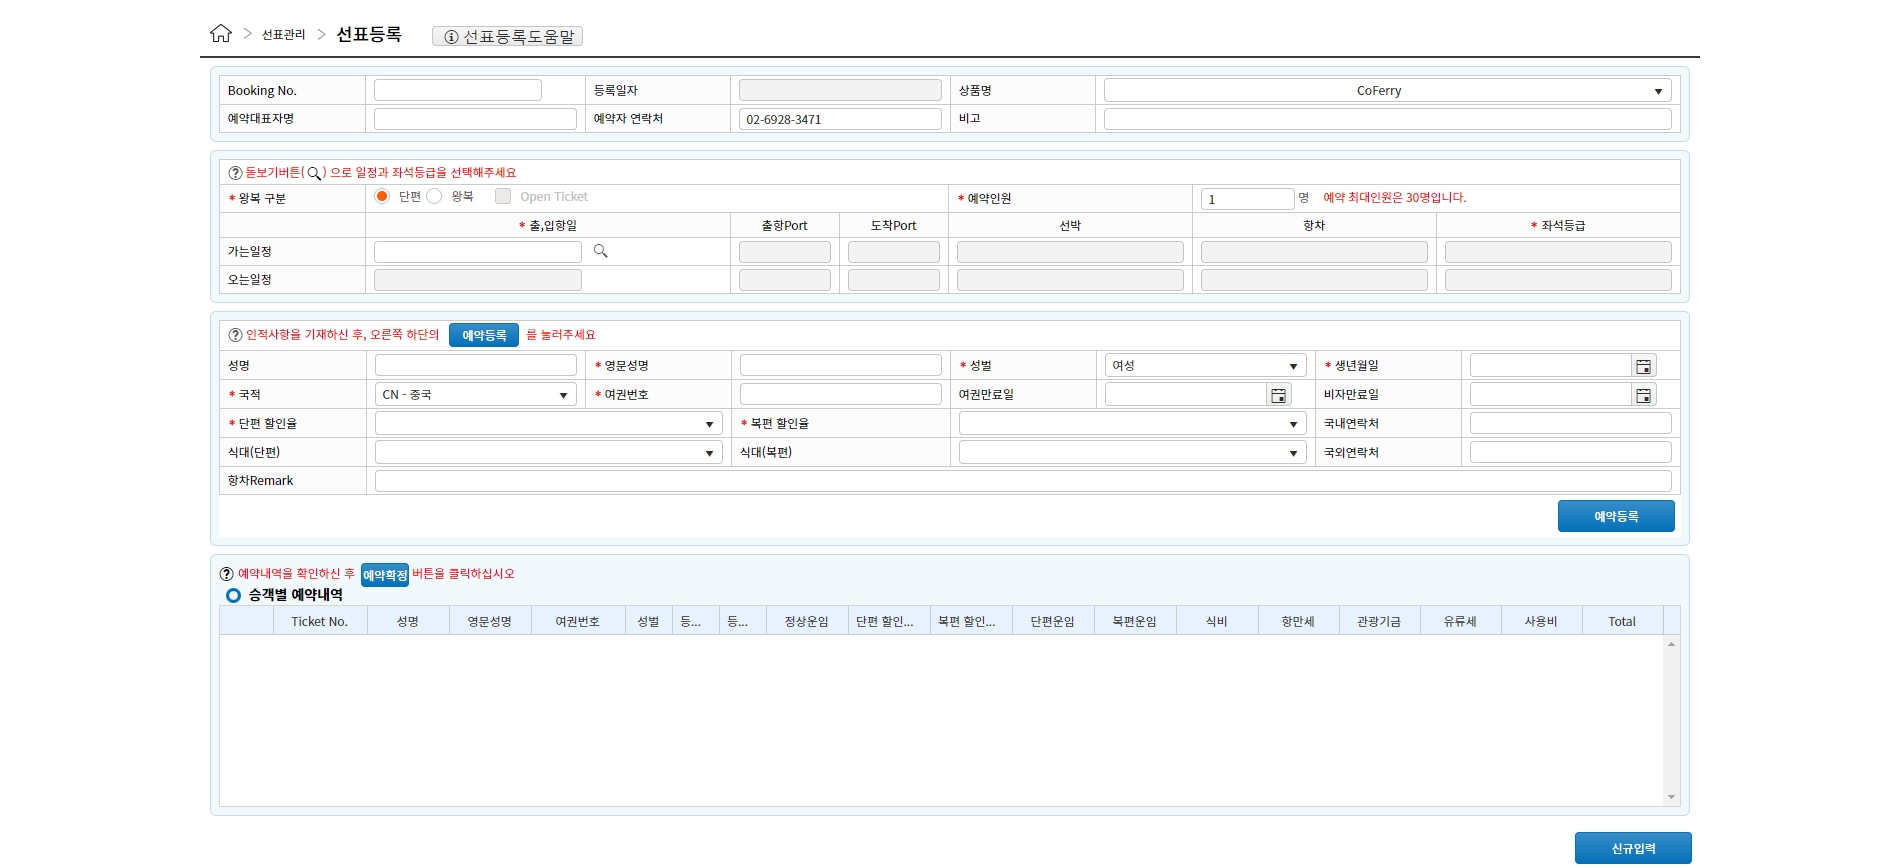 선표관리 선표등록 선표등록도움말
Booking No. 등록일자 상품명 CoFerry
예약대표자명 예약자 연락처 02-6928-3471 비고
돋보기버튼( ) 으로 일정과 좌석등급을 선택해주세요
* 왕복 구분 단편 왕복 Open Ticket * 예약인원 1 명 예약 최대인원은 30명입니다.
* 출,입항일 출항Port 도착Port 선박 항차 * 좌석등급
가는일정
오는일정
인적사항을 기재하신 후, 오른쪽 하단의 예약등록 를 눌러주세요
성명 * 영문성명 * 성별 여성 * 생년월일
* 국적 CN - 중국 * 여권번호 여권만료일 비자만료일
* 단편 할인율 * 복편 할인율 국내연락처
식대(단편) 식대(복편) 국외연락처
항차Remark
예약등록
예약내역을 확인하신 후 예약확정 버튼을 클릭하십시오
승객별 예약내역
Ticket No. 성명 영문성명 여권번호 성별 등... 등... 정상운임 단편 할인... 복편 할인... 단편운임 복편운임 식비 항만세 관광기금 유류세 사용비 Total
신규입력